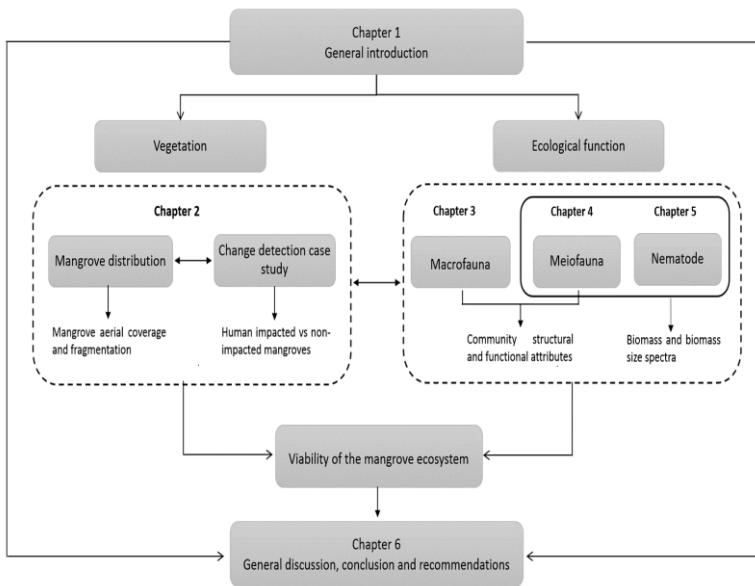 Chapter 1
General introduction
Vegetation
Ecological function
Chapter 2
Mangrove distribution
Change detection case
study
Mangrove aerial coverage
and fragmentation
Human impacted vs non-
impacted mangroves
Chapter 3
Chapter 4
Chapter 5
Macrofauna
Meiofauna
Nematode
Community structural
and functional attributes
Biomass and biomass
size spectra
Viability of the mangrove ecosystem
Chapter 6
General discussion, conclusion and recommendations